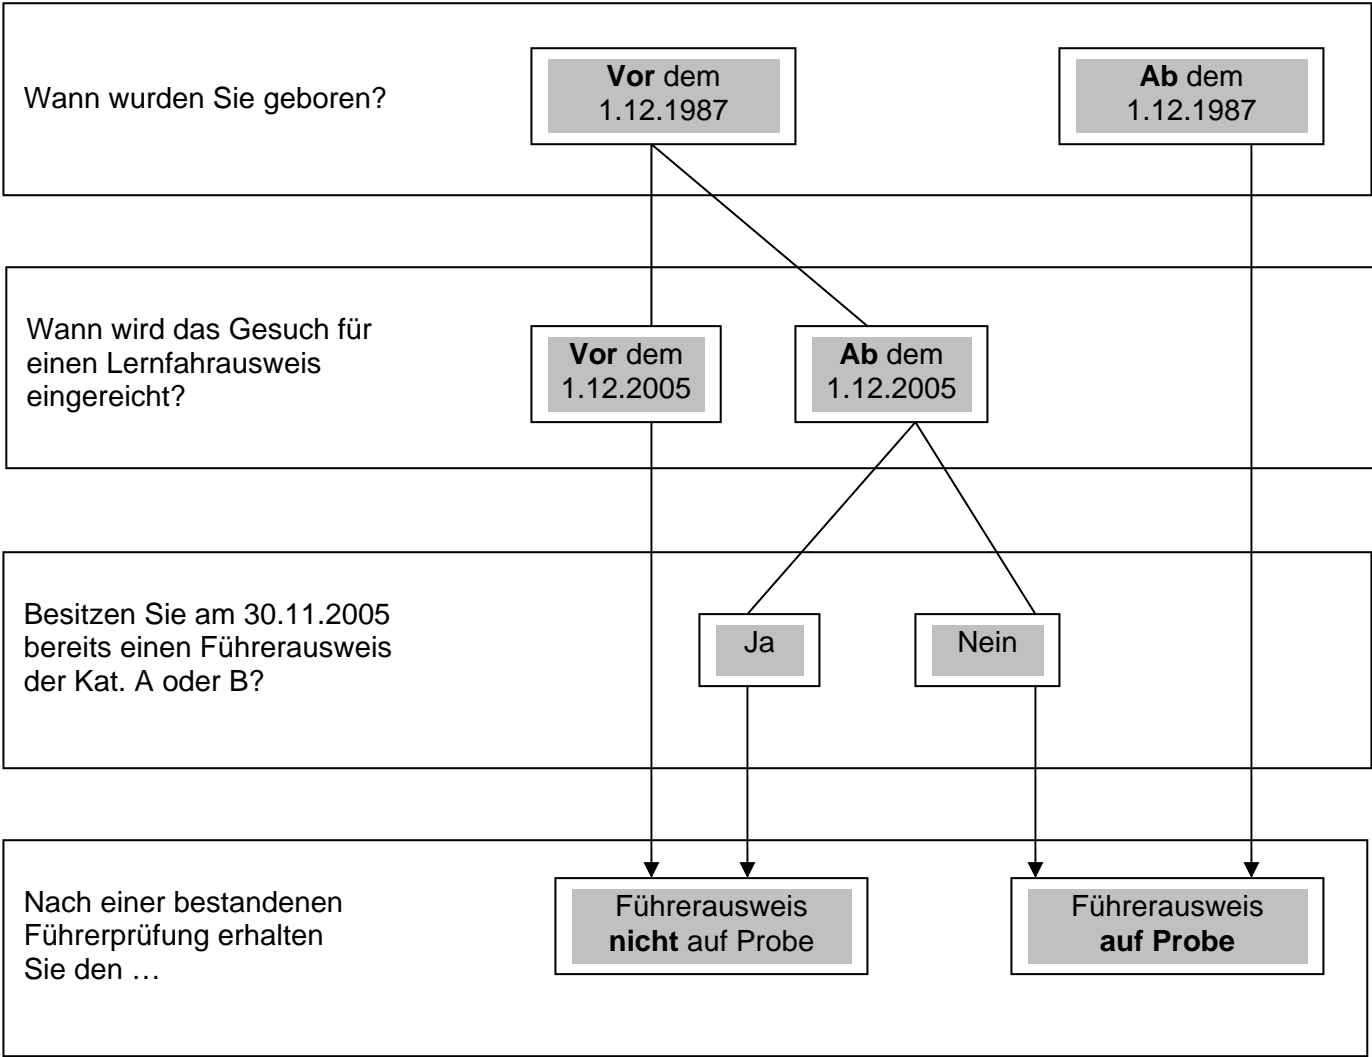 Wann wurden Sie geboren?
Vor dem
1.12.1987
Ab dem
1.12.1987
Wann wird das Gesuch für
einen Lernfahrausweis
eingereicht?
Vor dem
1.12.2005
Ab dem
1.12.2005
Besitzen Sie am 30.11.2005
bereits einen Führerausweis
der Kat. A oder B?
Ja
Nein
Nach einer bestandenen
Führerprüfung erhalten
Sie den …
Führerausweis
nicht auf Probe
Führerausweis
auf Probe